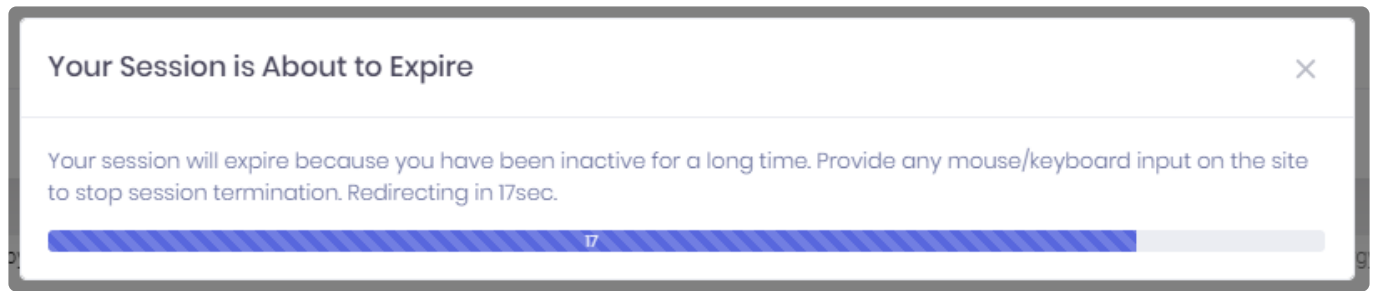 Your Session is About to Expire
Your session will expire because you have been inactive for a long time. Provide any mouse/keyboard input on the site
to stop session termination. Redirecting in 17sec.
17